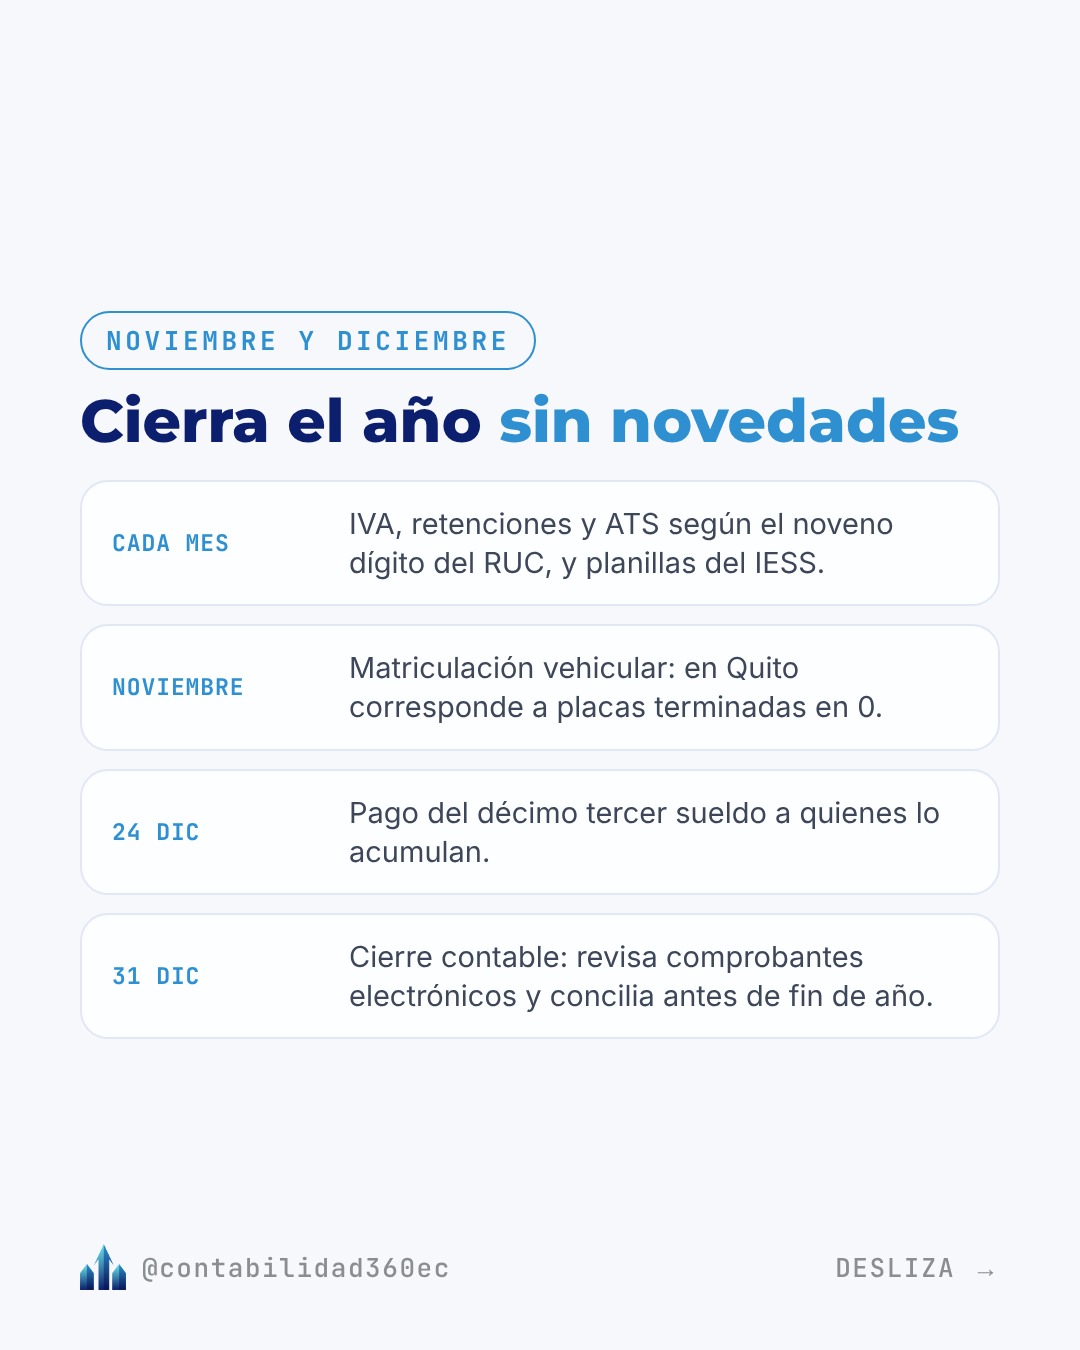 NOVIEMBRE Y DICIEMBRE
Cierra el año sin novedades
CADA MES
IVA, retenciones y ATS según el noveno
dígito del RUC, y planillas del IESS.
NOVIEMBRE
Matriculación vehicular: en Quito
corresponde a placas terminadas en 0.
24 DIC
Pago del décimo tercer sueldo a quienes lo
acumulan.
31 DIC
Cierre contable: revisa comprobantes
electrónicos y concilia antes de fin de año.
@contabilidad360ec
DESLIZA →